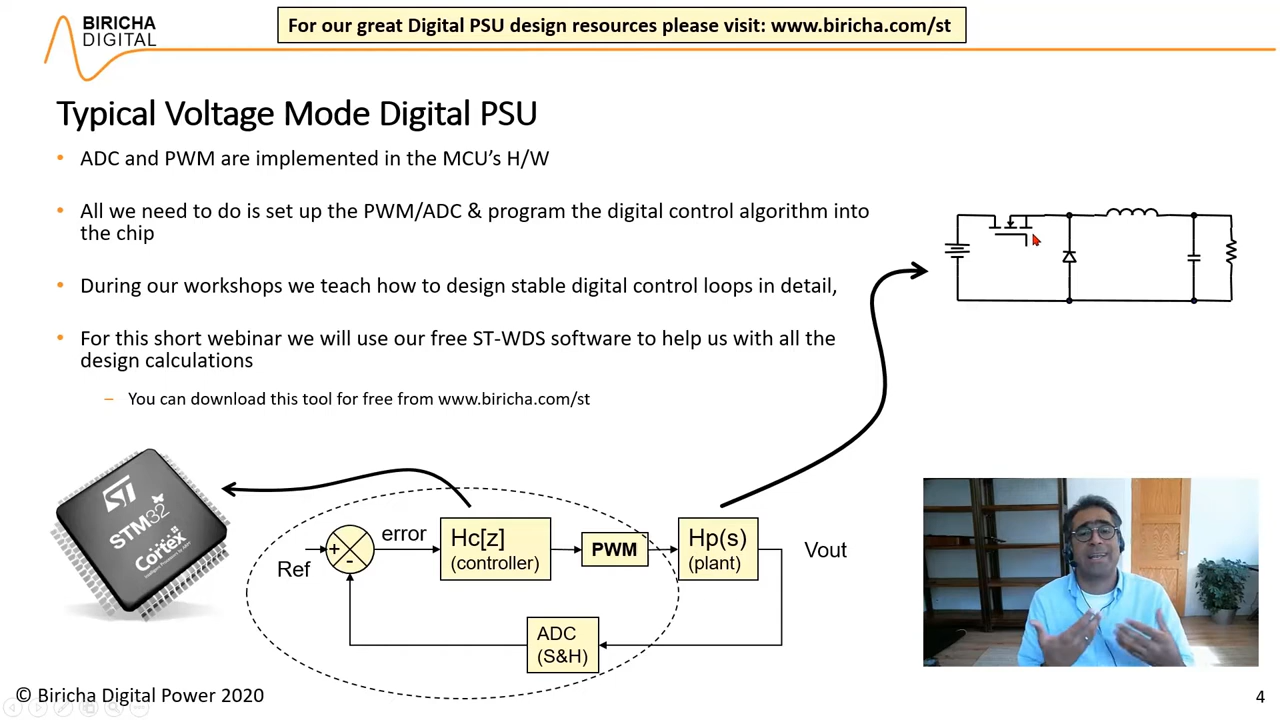 BIRICHA
DIGITAL
For our great Digital PSU design resources please visit: www.biricha.com/st
Typical Voltage Mode Digital PSU
• ADC and PWM are implemented in the MCU's H/W
• All we need to do is set up the PWM/ADC & program the digital control algorithm into
the chip
• During our workshops we teach how to design stable digital control loops in detail,
• For this short webinar we will use our free ST-WDS software to help us with all the
design calculations
– You can download this tool for free from www.biricha.com/st
ST
STM32
Cortex
Ref
+
-
error
Hc[z]
(controller)
PWM
Hp(s)
(plant)
Vout
ADC
(S&H)
© Biricha Digital Power 2020
4